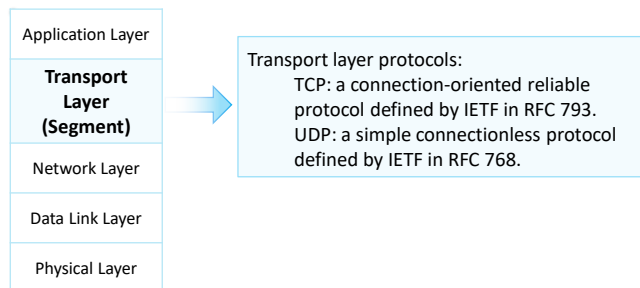 Application Layer
Transport
Layer
(Segment)
Network Layer
Data Link Layer
Physical Layer
Transport layer protocols:
TCP: a connection-oriented reliable
protocol defined by IETF in RFC 793.
UDP: a simple connectionless protocol
defined by IETF in RFC 768.